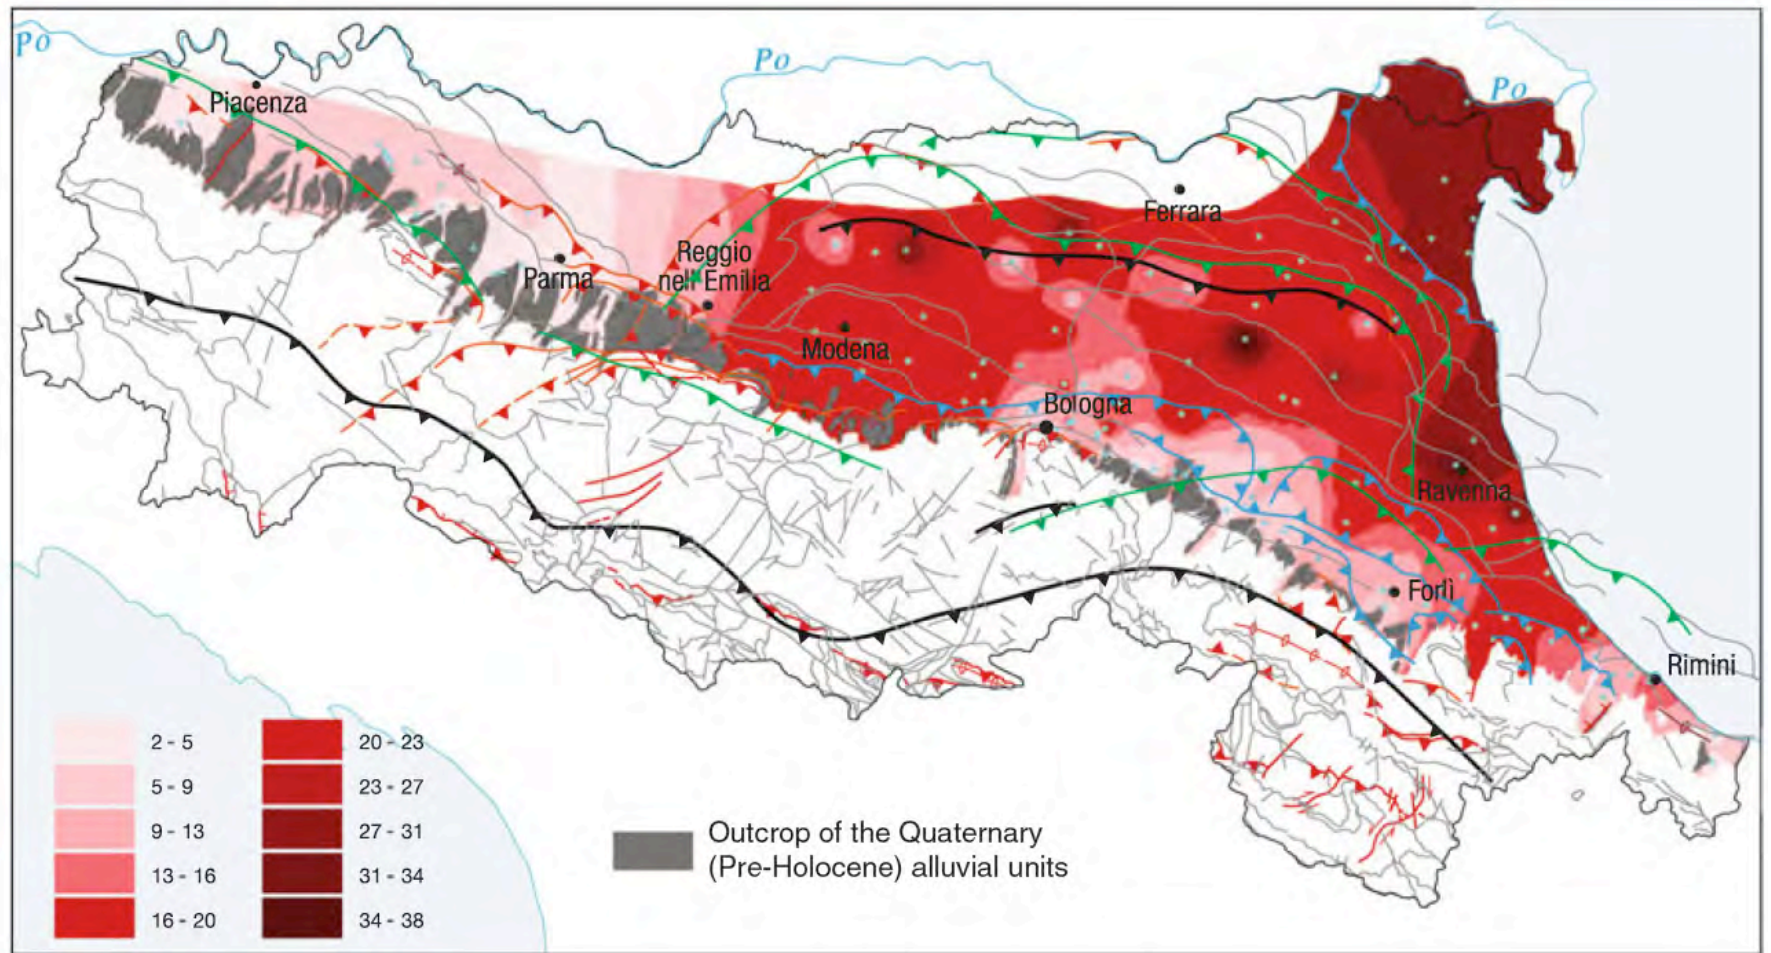 Po
Po
Po
Piacenza
Ferrara
Reggio
nell'Emilia
Parma
Modena
Bologna
Ravenna
Forlì
Rimini
2 - 5
5 - 9
9 - 13
13 - 16
16 - 20
20 - 23
23 - 27
27 - 31
31 - 34
34 - 38
Outcrop of the Quaternary
(Pre-Holocene) alluvial units